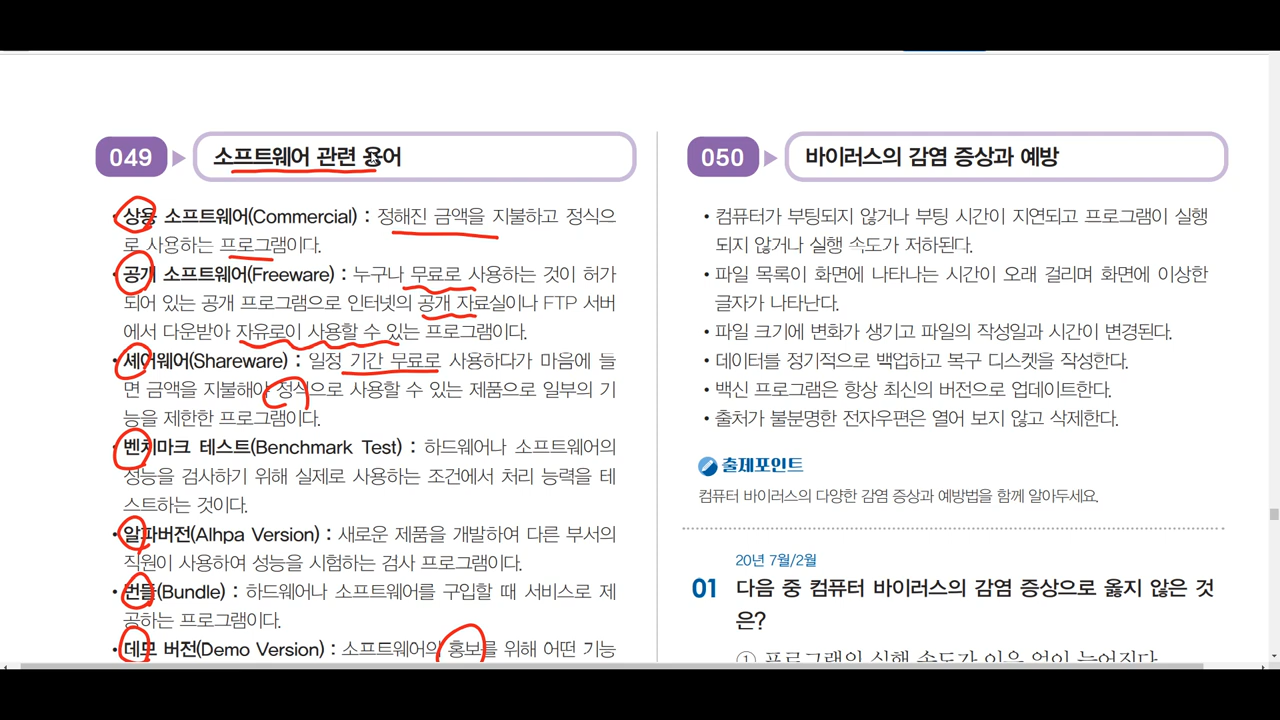 049
소프트웨어 관련 용어
• 상용 소프트웨어(Commercial) : 정해진 금액을 지불하고 정식으
로 사용하는 프로그램이다.
• 공개 소프트웨어(Freeware) : 누구나 무료로 사용하는 것이 허가
되어 있는 공개 프로그램으로 인터넷의 공개 자료실이나 FTP 서버
에서 다운받아 자유로이 사용할 수 있는 프로그램이다.
• 셰어웨어(Shareware) : 일정 기간 무료로 사용하다가 마음에 들
면 금액을 지불해야 정식으로 사용할 수 있는 제품으로 일부의 기
능을 제한한 프로그램이다.
• 벤치마크 테스트(Benchmark Test) : 하드웨어나 소프트웨어의
성능을 검사하기 위해 실제로 사용하는 조건에서 처리 능력을 테
스트하는 것이다.
• 알파버전(Alhpa Version) : 새로운 제품을 개발하여 다른 부서의
직원이 사용하여 성능을 시험하는 검사 프로그램이다.
• 번들(Bundle) : 하드웨어나 소프트웨어를 구입할 때 서비스로 제
공하는 프로그램이다.
• 데모 버전(Demo Version) : 소프트웨어의 홍보를 위해 어떤 기능
050
바이러스의 감염 증상과 예방
• 컴퓨터가 부팅되지 않거나 부팅 시간이 지연되고 프로그램이 실행
되지 않거나 실행 속도가 저하된다.
• 파일 목록이 화면에 나타나는 시간이 오래 걸리며 화면에 이상한
글자가 나타난다.
• 파일 크기에 변화가 생기고 파일의 작성일과 시간이 변경된다.
• 데이터를 정기적으로 백업하고 복구 디스켓을 작성한다.
• 백신 프로그램은 항상 최신의 버전으로 업데이트한다.
• 출처가 불분명한 전자우편은 열어 보지 않고 삭제한다.
출제포인트
컴퓨터 바이러스의 다양한 감염 증상과 예방법을 함께 알아두세요.
20년 7월/2월
01 다음 중 컴퓨터 바이러스의 감염 증상으로 옳지 않은 것
은?
① 프로그램의 실행 속도가 이유 없이 늦어진다